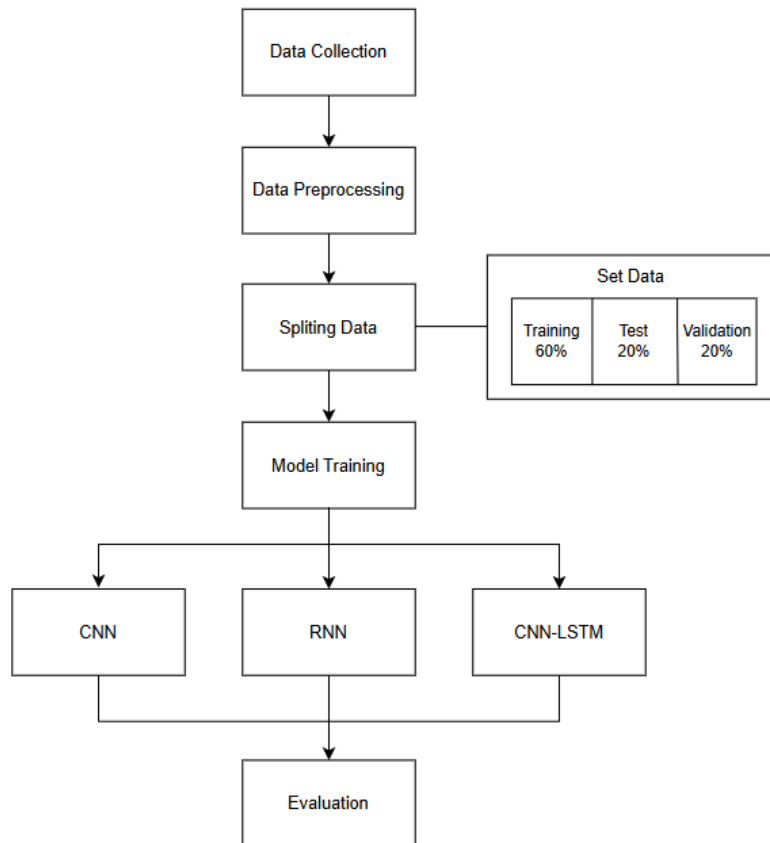 Data Collection
Data Preprocessing
Set Data
Spliting Data
Training
60%
Test
20%
Validation
20%
Model Training
CNN
RNN
CNN-LSTM
Evaluation